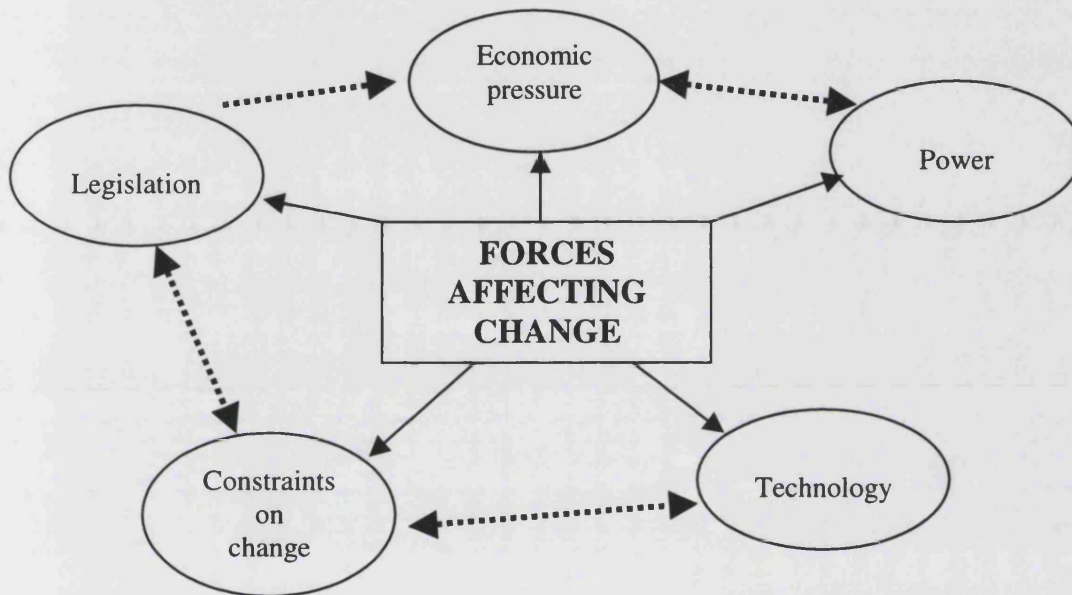 Economic
pressure
Legislation
Power
FORCES
AFFECTING
CHANGE
Constraints
on
change
Technology